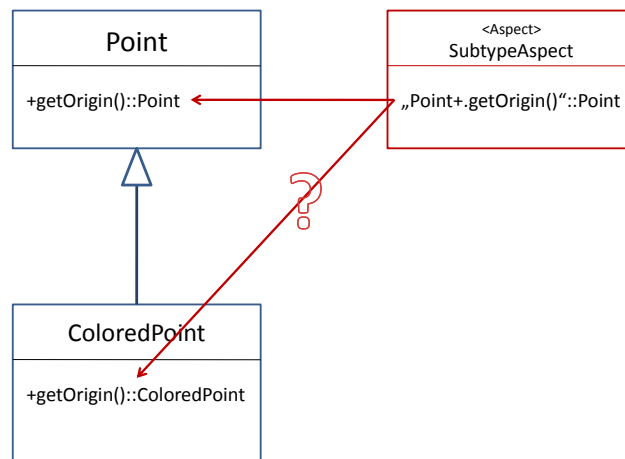 Point
+getOrigin()::Point
<Aspect>
SubtypeAspect
„Point+.getOrigin()“::Point
?
ColoredPoint
+getOrigin()::ColoredPoint